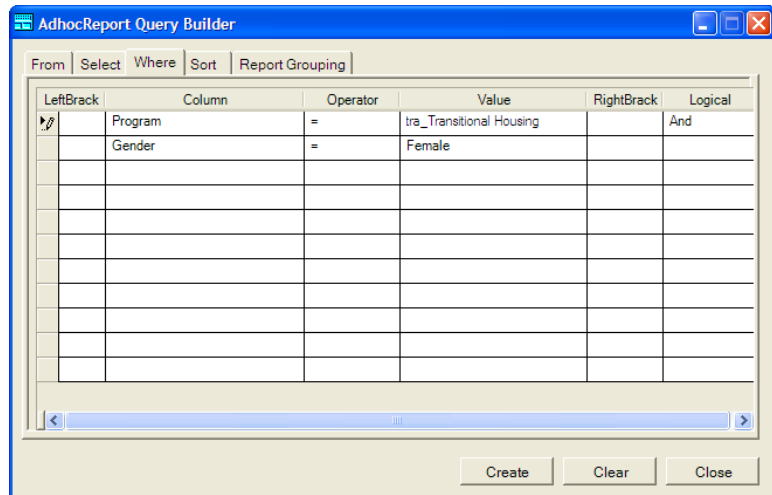 AdhocReport Query Builder
From Select Where Sort Report Grouping
LeftBrack Column Operator Value RightBrack Logical
Program = tra_Transitional Housing And
Gender = Female
Create Clear Close